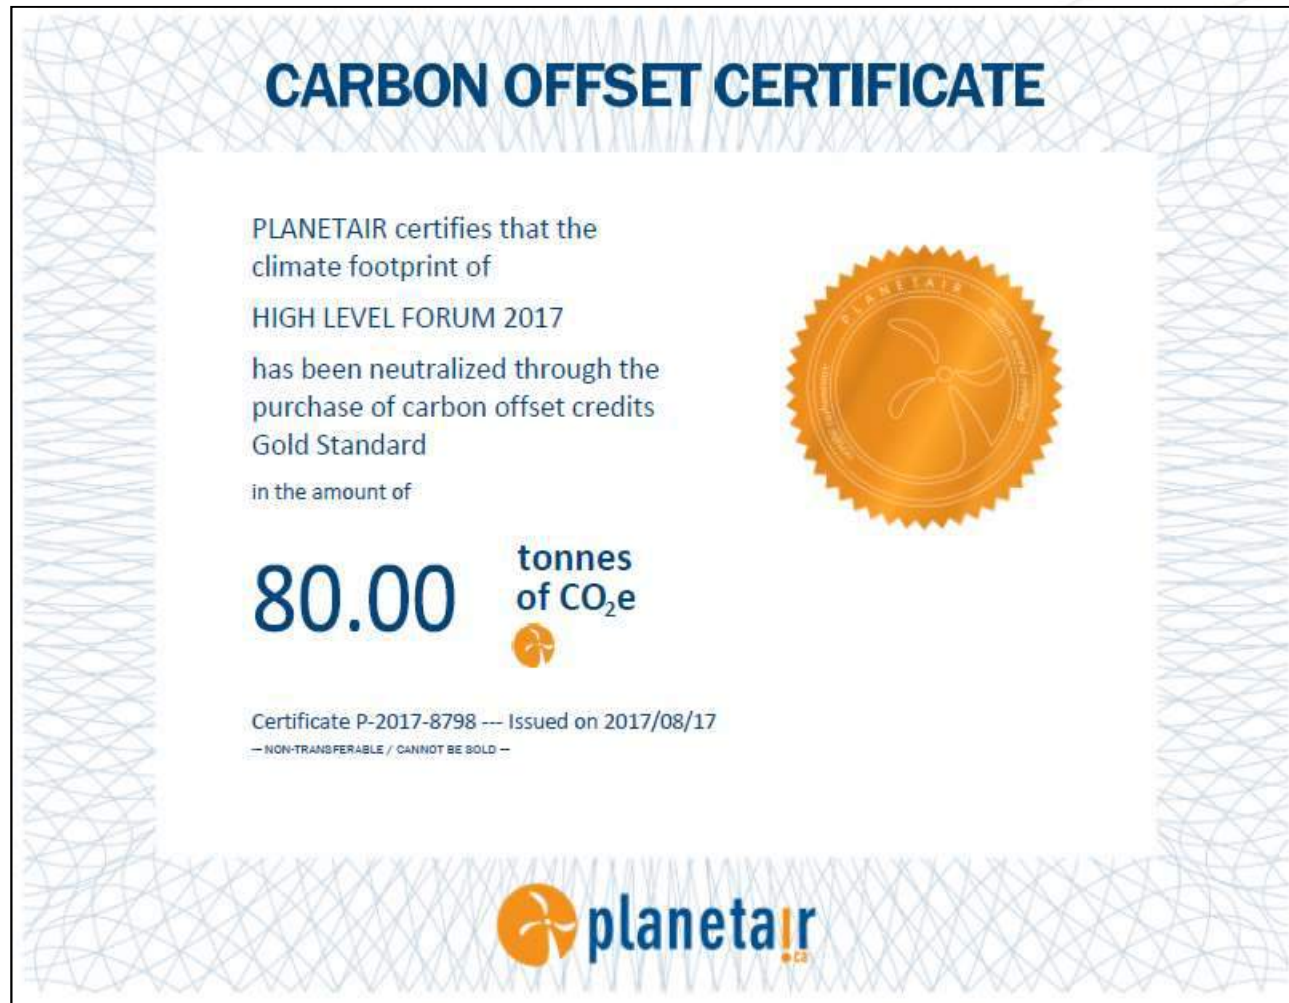 CARBON OFFSET CERTIFICATE
PLANETAIR certifies that the
climate footprint of
HIGH LEVEL FORUM 2017
has been neutralized through the
purchase of carbon offset credits
Gold Standard
in the amount of
80.00
tonnes
of CO₂e
PLANETAIR
Certificate P-2017-8798 --- Issued on 2017/08/17
— NON-TRANSFERABLE / CANNOT BE SOLD —
planetair
.ca